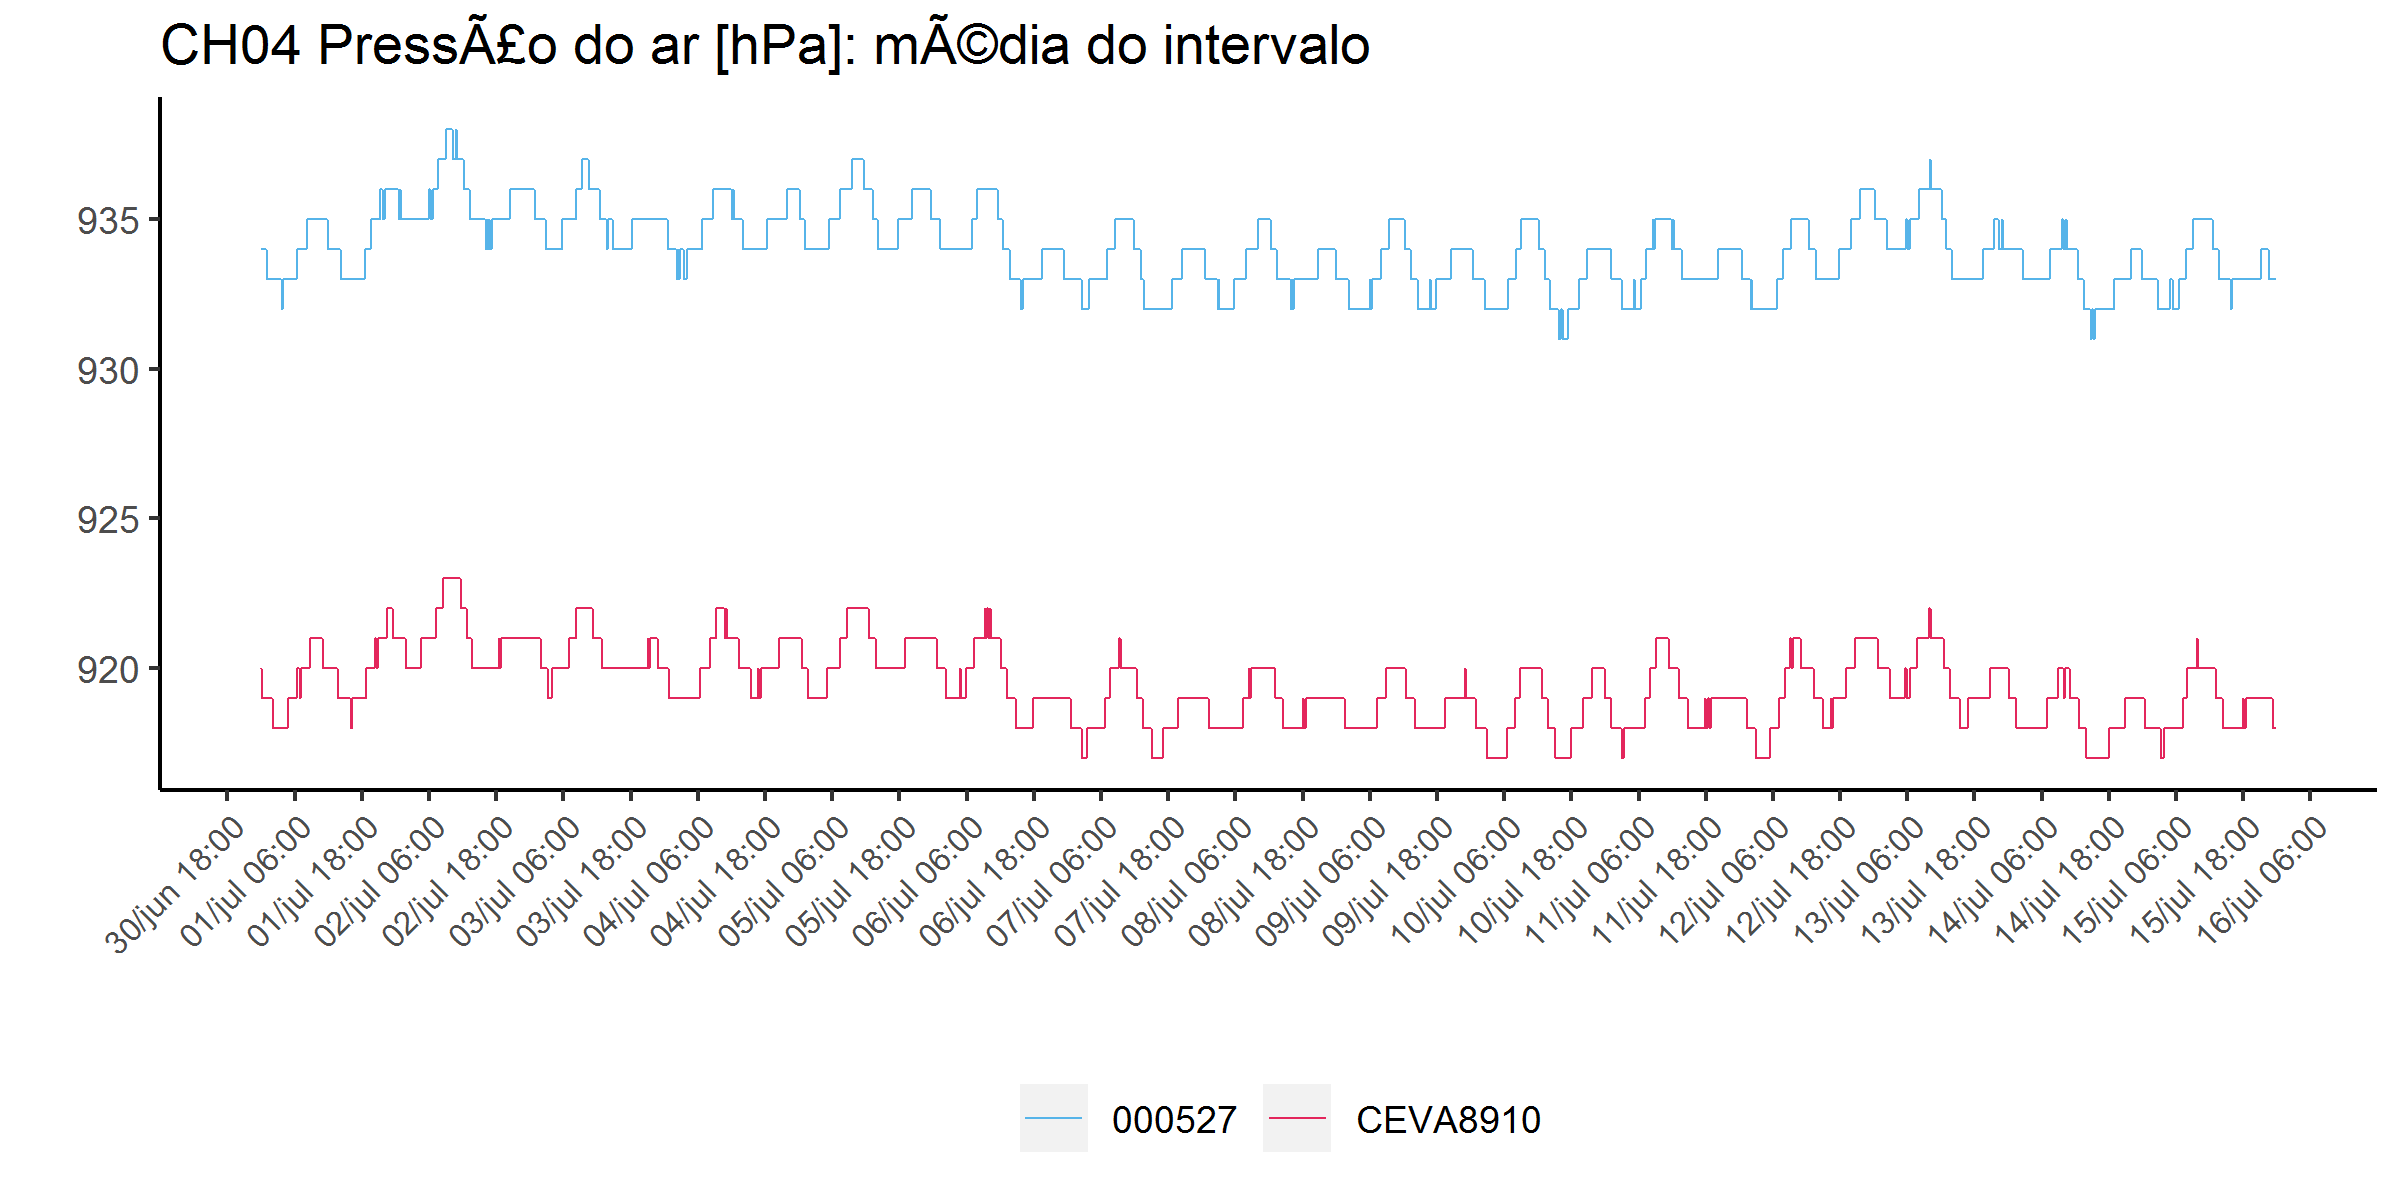 CH04 PressÃ£o do ar [hPa]: mÃ©dia do intervalo
935
930
925
920
30/jun 18:00
01/jul 06:00
01/jul 18:00
02/jul 06:00
02/jul 18:00
03/jul 06:00
03/jul 18:00
04/jul 06:00
04/jul 18:00
05/jul 06:00
05/jul 18:00
06/jul 06:00
06/jul 18:00
07/jul 06:00
07/jul 18:00
08/jul 06:00
08/jul 18:00
09/jul 06:00
09/jul 18:00
10/jul 06:00
10/jul 18:00
11/jul 06:00
11/jul 18:00
12/jul 06:00
12/jul 18:00
13/jul 06:00
13/jul 18:00
14/jul 06:00
14/jul 18:00
15/jul 06:00
15/jul 18:00
16/jul 06:00
000527
CEVA8910